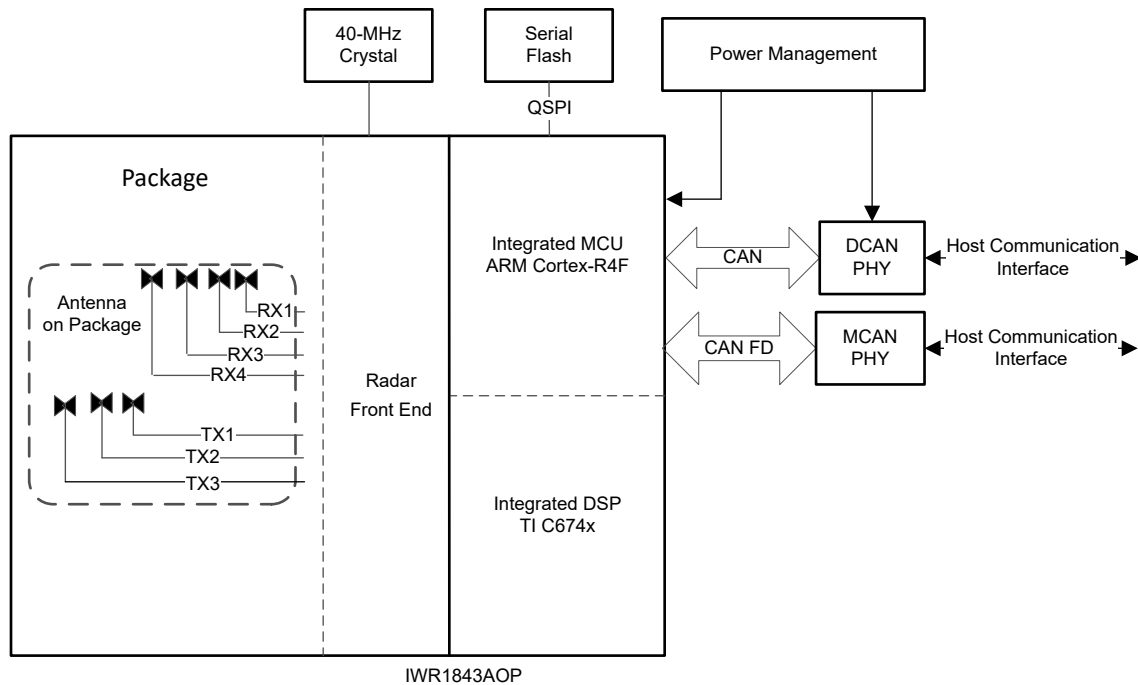 40-MHz
Crystal
Serial
Flash
Power Management
QSPI
Package
Integrated MCU
ARM Cortex-R4F
CAN
DCAN
PHY
Host Communication
Interface
Antenna
on Package
RX1
RX2
RX3
RX4
CAN FD
MCAN
PHY
Host Communication
Interface
Radar
Front End
TX1
TX2
TX3
Integrated DSP
TI C674x
IWR1843AOP